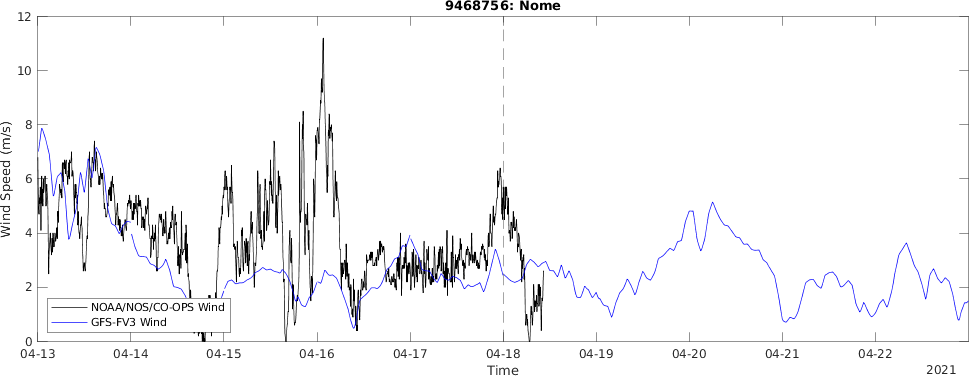 9468756: Nome
12
10
8
6
4
2
0
Wind Speed (m/s)
NOAA/NOS/CO-OPS Wind
GFS-FV3 Wind
04-13 04-14 04-15 04-16 04-17 04-18 04-19 04-20 04-21 04-22
Time
2021